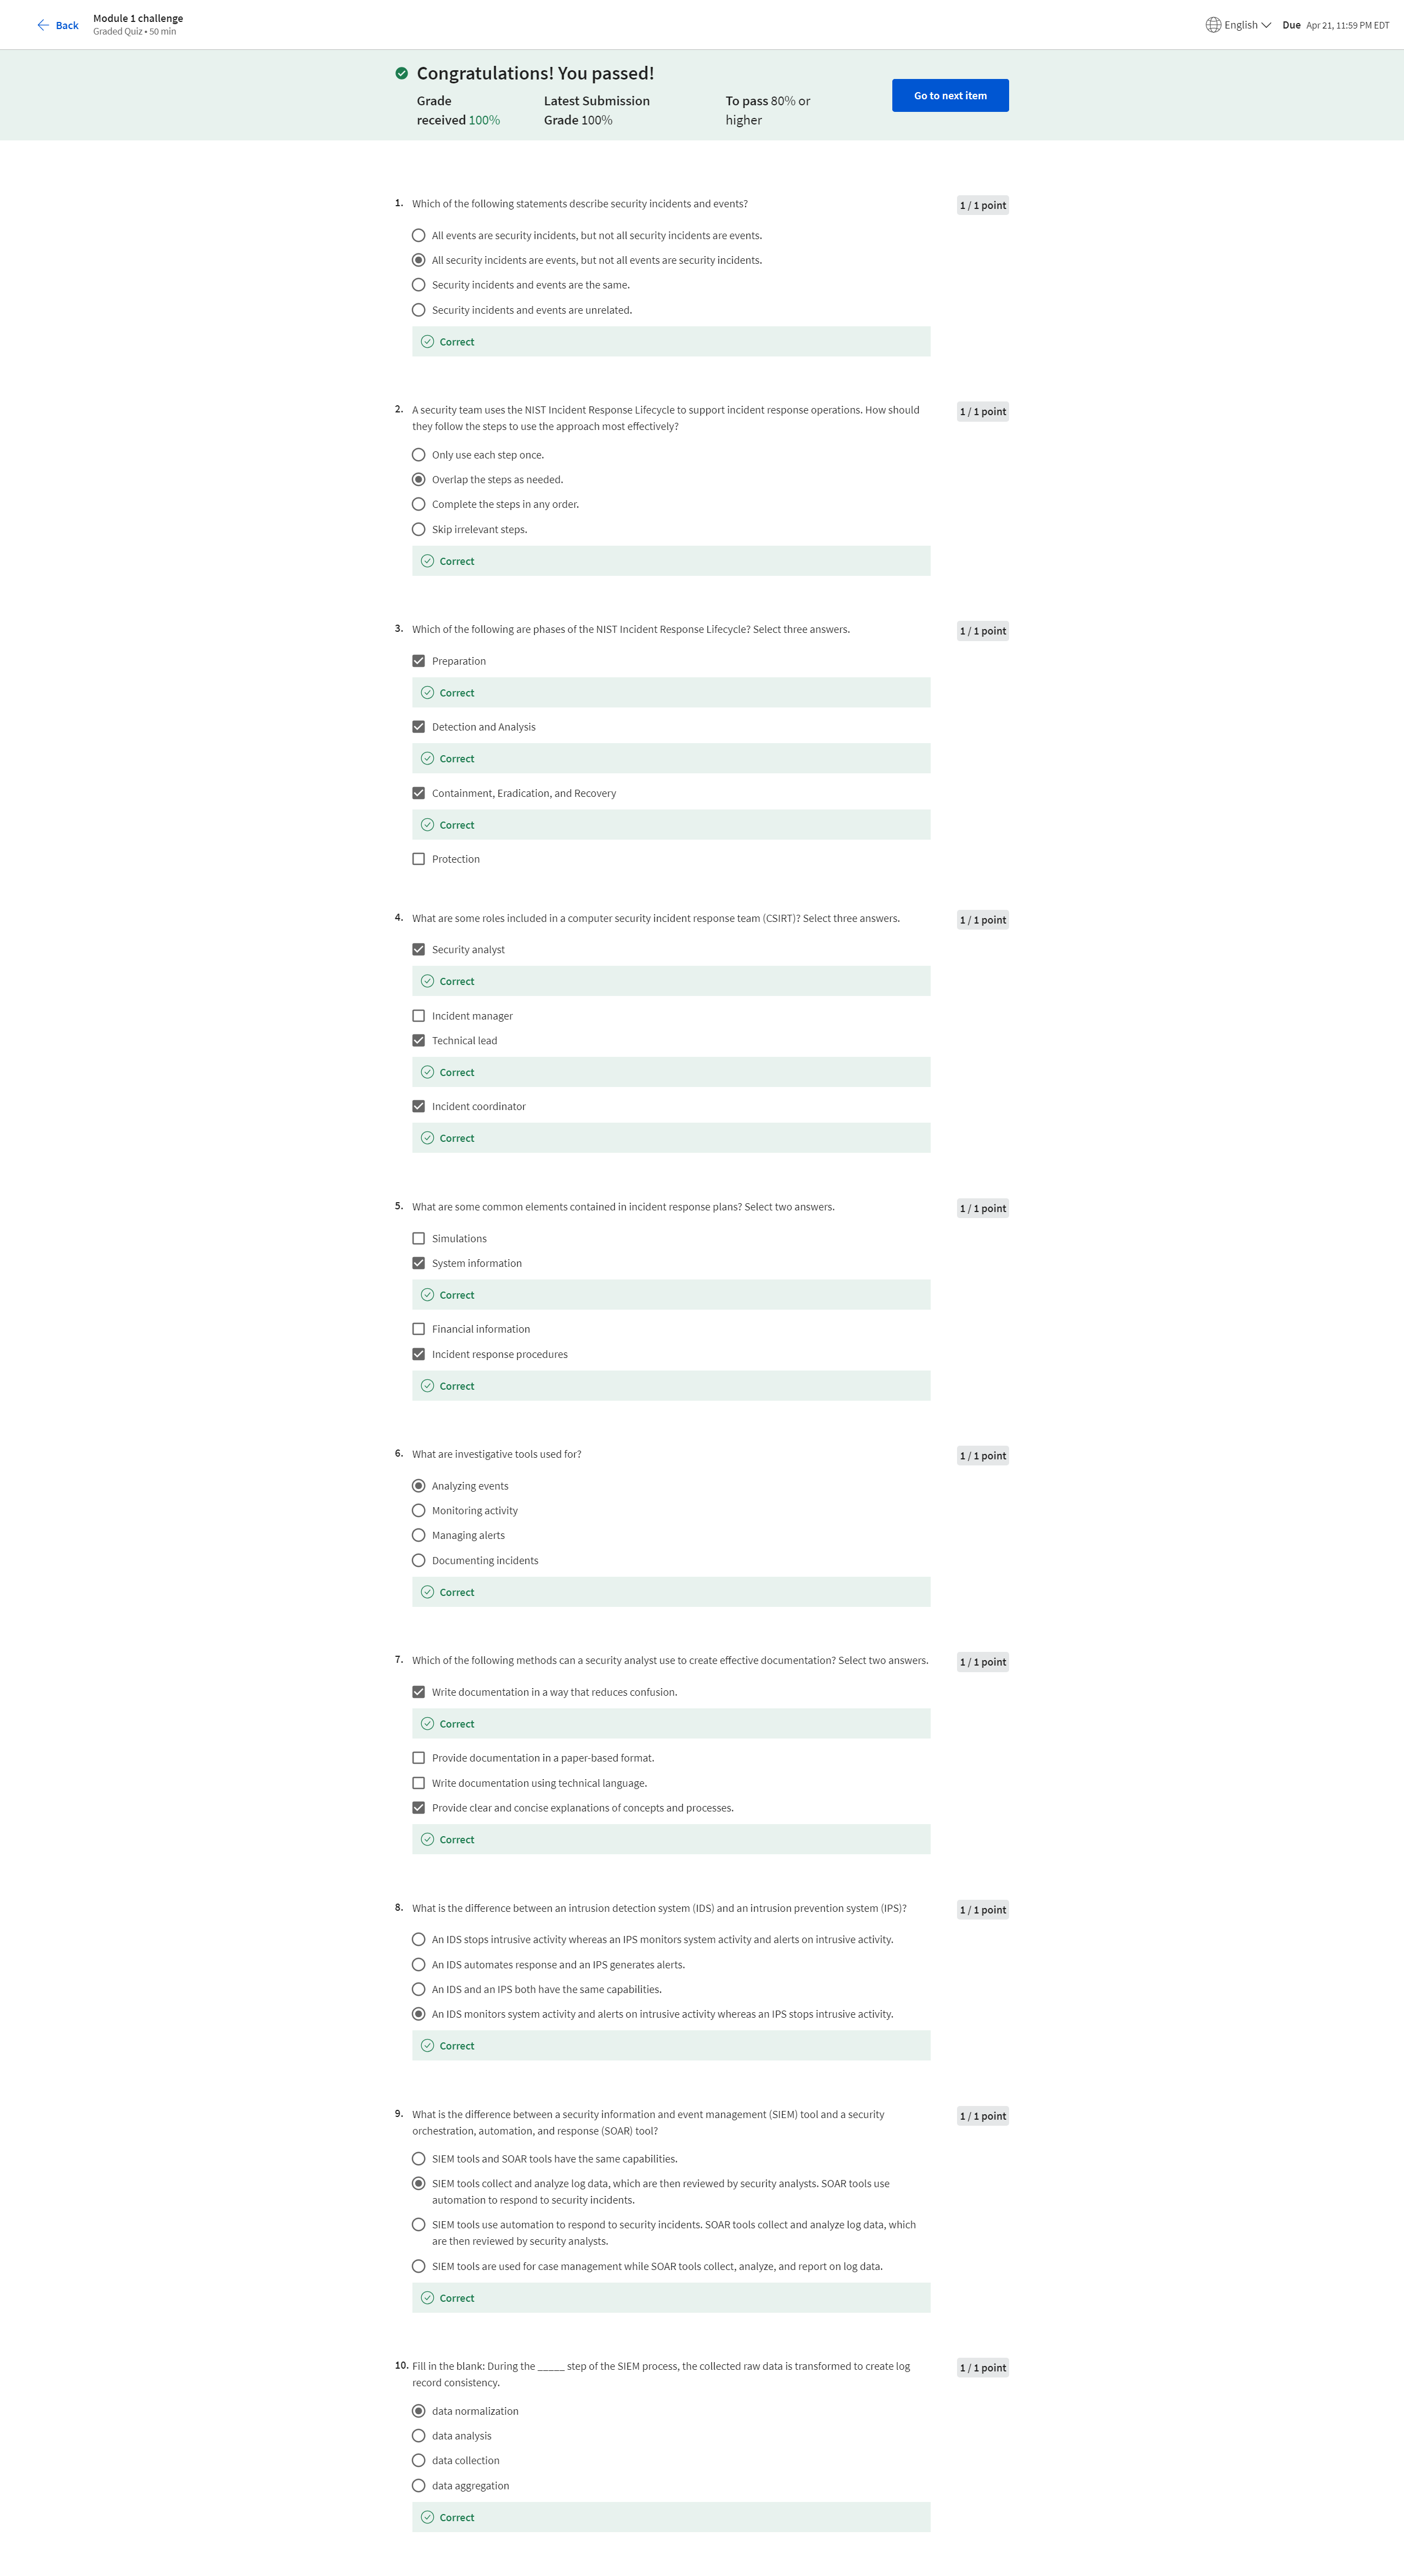 Back
Module 1 challenge
Graded Quiz • 50 min
English
Due Apr 21, 11:59 PM EDT
Congratulations! You passed!
Grade
received 100%
Latest Submission
Grade 100%
To pass 80% or
higher
Go to next item
1. Which of the following statements describe security incidents and events?
1 / 1 point
All events are security incidents, but not all security incidents are events.
All security incidents are events, but not all events are security incidents.
Security incidents and events are the same.
Security incidents and events are unrelated.
Correct
2. A security team uses the NIST Incident Response Lifecycle to support incident response operations. How should
they follow the steps to use the approach most effectively?
1 / 1 point
Only use each step once.
Overlap the steps as needed.
Complete the steps in any order.
Skip irrelevant steps.
Correct
3. Which of the following are phases of the NIST Incident Response Lifecycle? Select three answers.
1 / 1 point
Preparation
Correct
Detection and Analysis
Correct
Containment, Eradication, and Recovery
Correct
Protection
4. What are some roles included in a computer security incident response team (CSIRT)? Select three answers.
1 / 1 point
Security analyst
Correct
Incident manager
Technical lead
Correct
Incident coordinator
Correct
5. What are some common elements contained in incident response plans? Select two answers.
1 / 1 point
Simulations
System information
Correct
Financial information
Incident response procedures
Correct
6. What are investigative tools used for?
1 / 1 point
Analyzing events
Monitoring activity
Managing alerts
Documenting incidents
Correct
7. Which of the following methods can a security analyst use to create effective documentation? Select two answers.
1 / 1 point
Write documentation in a way that reduces confusion.
Correct
Provide documentation in a paper-based format.
Write documentation using technical language.
Provide clear and concise explanations of concepts and processes.
Correct
8. What is the difference between an intrusion detection system (IDS) and an intrusion prevention system (IPS)?
1 / 1 point
An IDS stops intrusive activity whereas an IPS monitors system activity and alerts on intrusive activity.
An IDS automates response and an IPS generates alerts.
An IDS and an IPS both have the same capabilities.
An IDS monitors system activity and alerts on intrusive activity whereas an IPS stops intrusive activity.
Correct
9. What is the difference between a security information and event management (SIEM) tool and a security
orchestration, automation, and response (SOAR) tool?
1 / 1 point
SIEM tools and SOAR tools have the same capabilities.
SIEM tools collect and analyze log data, which are then reviewed by security analysts. SOAR tools use
automation to respond to security incidents.
SIEM tools use automation to respond to security incidents. SOAR tools collect and analyze log data, which
are then reviewed by security analysts.
SIEM tools are used for case management while SOAR tools collect, analyze, and report on log data.
Correct
10. Fill in the blank: During the _____ step of the SIEM process, the collected raw data is transformed to create log
record consistency.
1 / 1 point
data normalization
data analysis
data collection
data aggregation
Correct